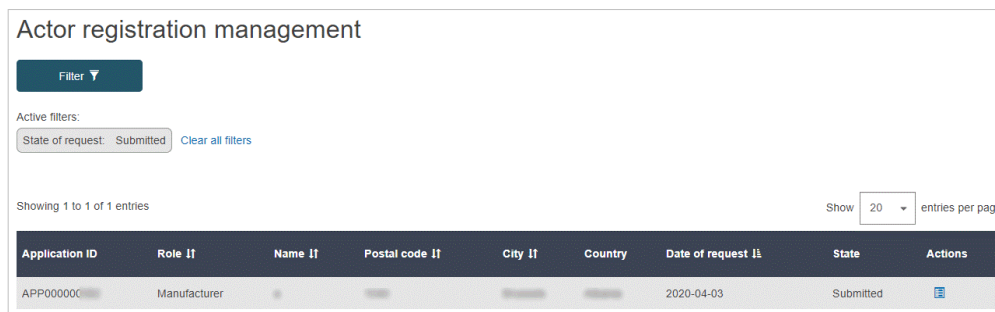 Actor registration management
Filter
Active filters:
State of request: Submitted Clear all filters
Showing 1 to 1 of 1 entries Show 20 entries per pag
Application ID Role Name Postal code City Country Date of request State Actions
APP000000 Manufacturer 2020-04-03 Submitted